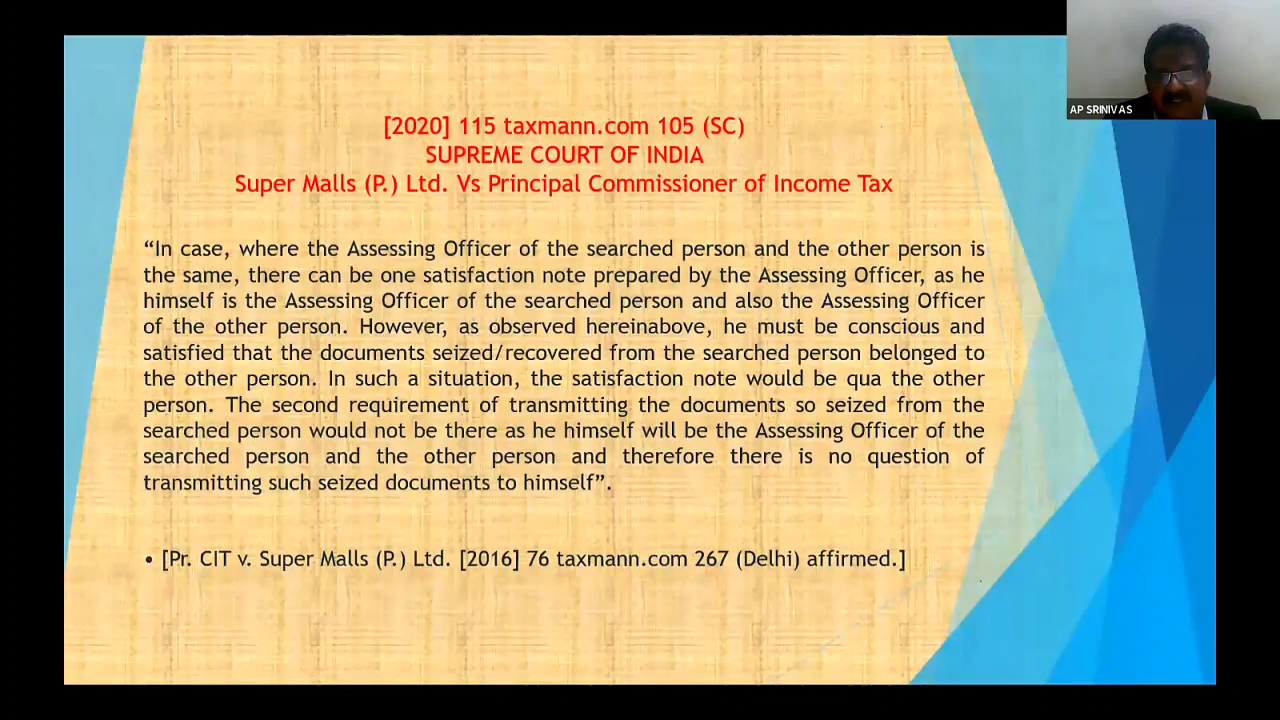 AP SRINIVAS
[2020] 115 taxmann.com 105 (SC)
SUPREME COURT OF INDIA
Super Malls (P.) Ltd. Vs Principal Commissioner of Income Tax
“In case, where the Assessing Officer of the searched person and the other person is
the same, there can be one satisfaction note prepared by the Assessing Officer, as he
himself is the Assessing Officer of the searched person and also the Assessing Officer
of the other person. However, as observed hereinabove, he must be conscious and
satisfied that the documents seized/recovered from the searched person belonged to
the other person. In such a situation, the satisfaction note would be qua the other
person. The second requirement of transmitting the documents so seized from the
searched person would not be there as he himself will be the Assessing Officer of the
searched person and the other person and therefore there is no question of
transmitting such seized documents to himself”.
• [Pr. CIT v. Super Malls (P.) Ltd. [2016] 76 taxmann.com 267 (Delhi) affirmed.]